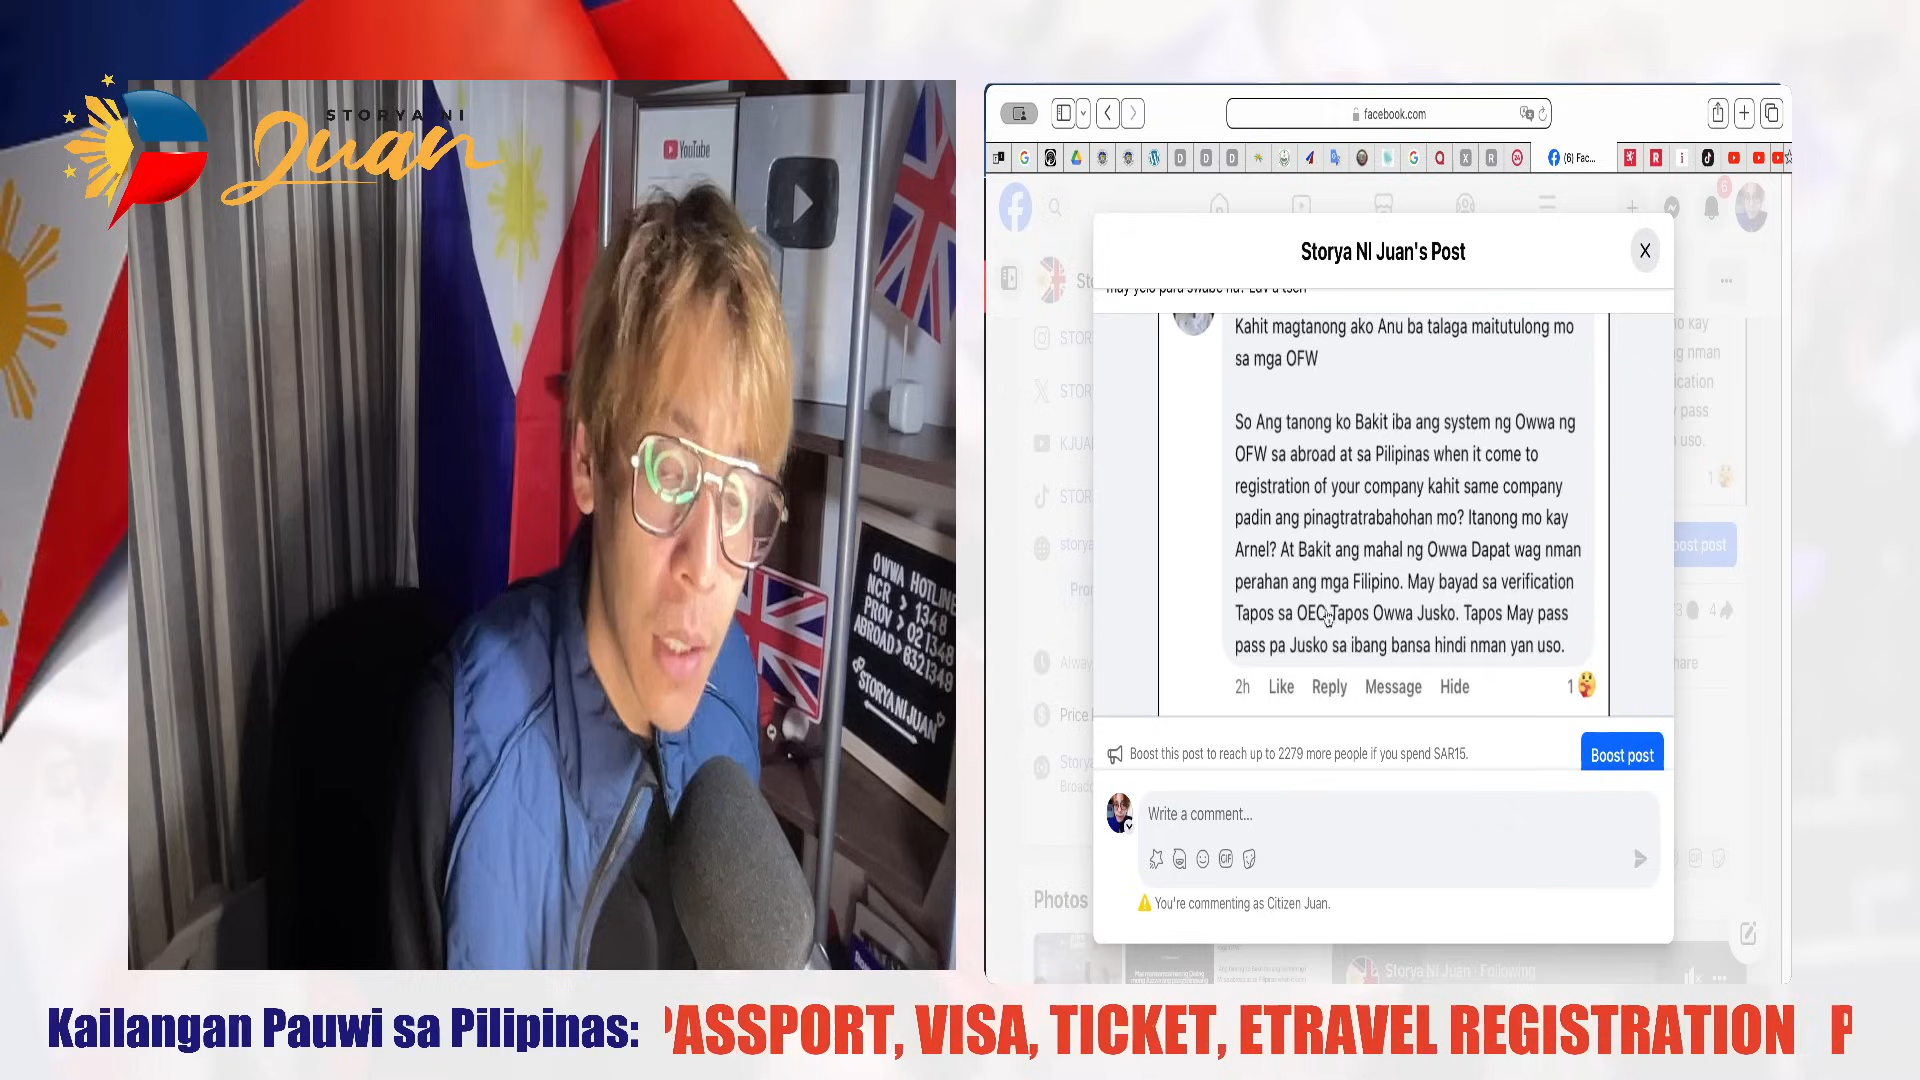 STORYA NI
Juan
YouTube
OWWA HOTLINE
NCR > 1348
PROV > 021348
ABROAD > 6321348
STORYANIJUAN
facebook.com
(6) Fac...
6
Storya NI Juan's Post
Kahit magtanong ako Anu ba talaga maitutulong mo
sa mga OFW
So Ang tanong ko Bakit iba ang system ng Owwa ng
OFW sa abroad at sa Pilipinas when it come to
registration of your company kahit same company
padin ang pinagtratrabahohan mo? Itanong mo kay
Arnel? At Bakit ang mahal ng Owwa Dapat wag nman
perahan ang mga Filipino. May bayad sa verification
Tapos sa OEC Tapos Owwa Jusko. Tapos May pass
pass pa Jusko sa ibang bansa hindi nman yan uso.
2h Like Reply Message Hide 1
Boost this post to reach up to 2279 more people if you spend SAR15.
Boost post
Write a comment...
GIF
You're commenting as Citizen Juan.
Photos
Storya NI Juan · Following
Kailangan Pauwi sa Pilipinas: PASSPORT, VISA, TICKET, ETRAVEL REGISTRATION P